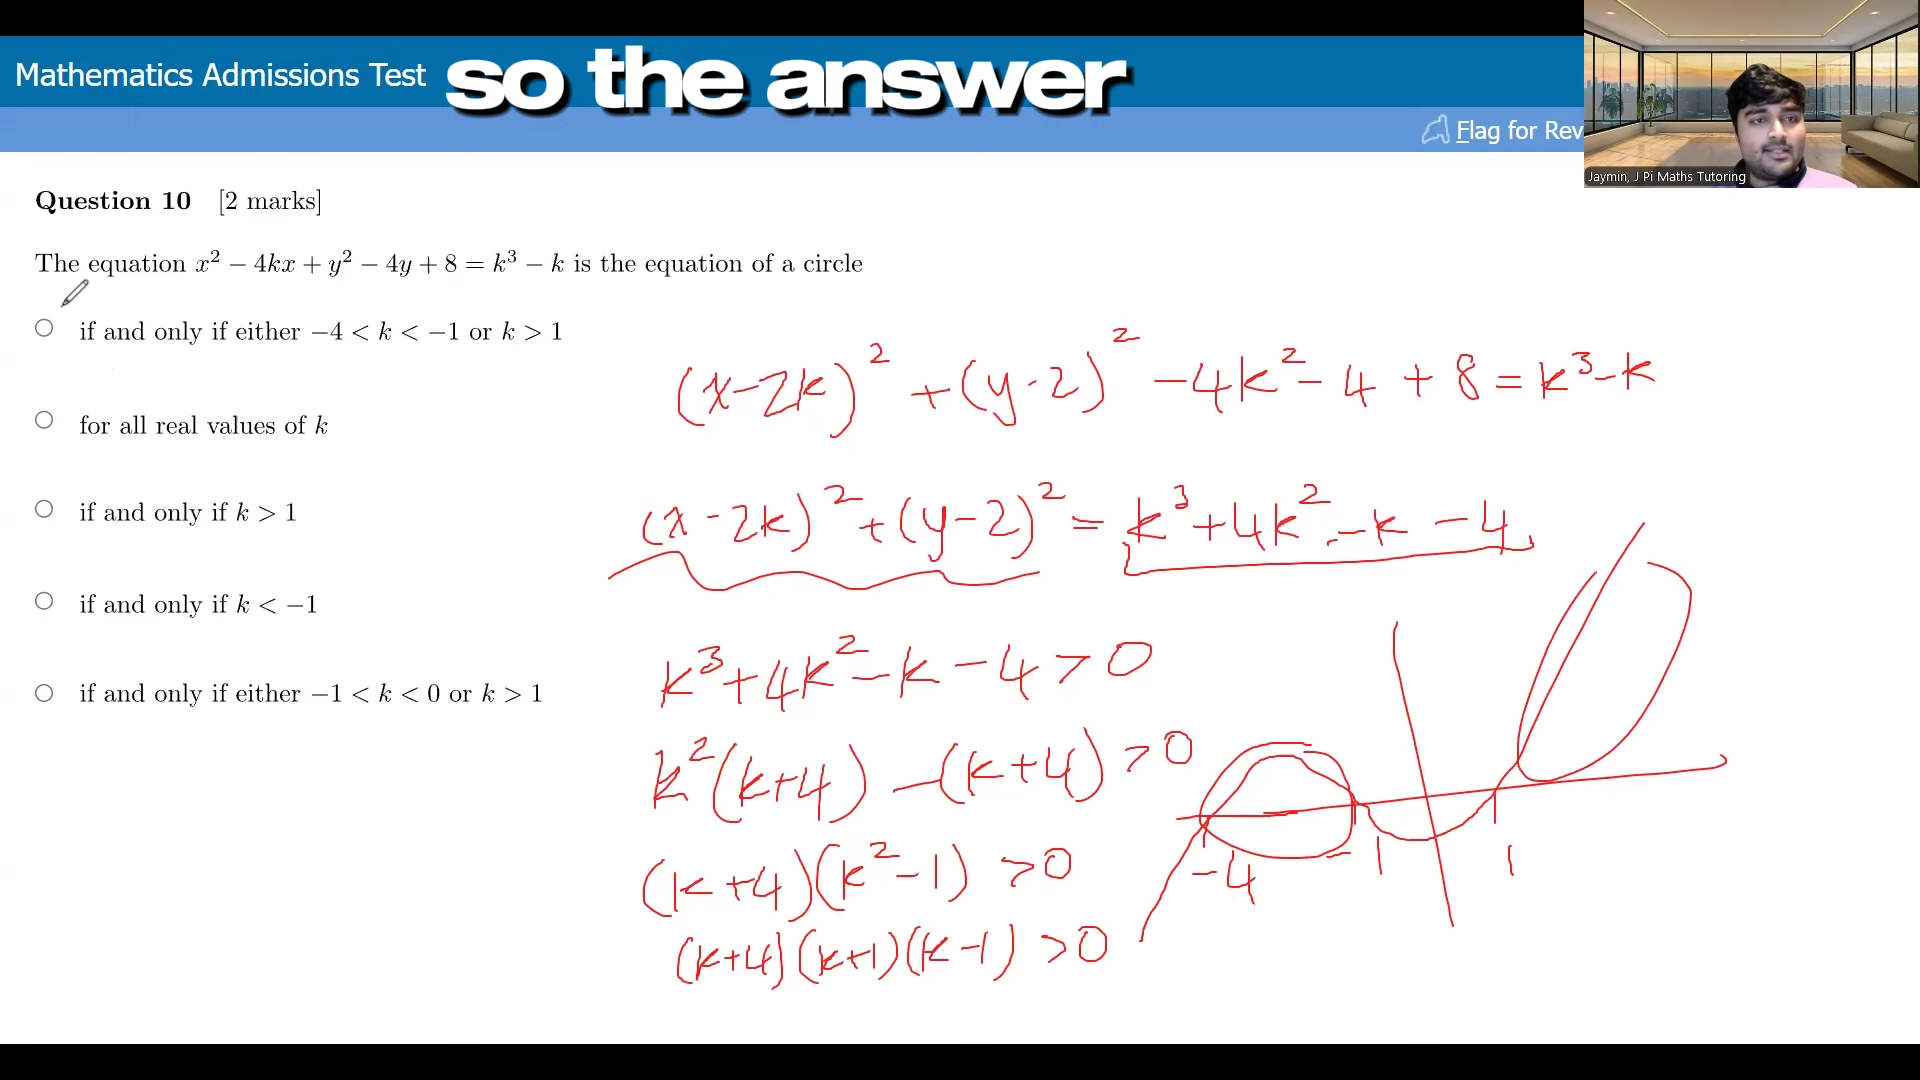 Mathematics Admissions Test
so the answer
Flag for Rev
Jaymin, J Pi Maths Tutoring
Question 10 [2 marks]
The equation x² − 4kx + y² − 4y + 8 = k³ − k is the equation of a circle
if and only if either −4 < k < −1 or k > 1
for all real values of k
if and only if k > 1
if and only if k < −1
if and only if either −1 < k < 0 or k > 1
(x-2k)² + (y-2)² - 4k² - 4 + 8 = k³ - k
(x-2k)² + (y-2)² = k³ + 4k² - k - 4
k³ + 4k² - k - 4 > 0
k²(k+4) - (k+4) > 0
(k+4)(k²-1) > 0
(k+4)(k+1)(k-1) > 0
-4 -1 1